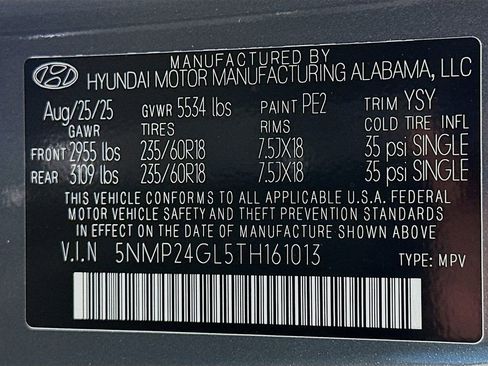 MANUFACTURED BY
HYUNDAI MOTOR MANUFACTURING ALABAMA, LLC
Aug/25/25 GVWR 5534 lbs PAINT PE2 TRIM YSY
GAWR TIRES RIMS COLD TIRE INFL
FRONT 2955 lbs 235/60R18 7.5JX18 35 psi SINGLE
REAR 3109 lbs 235/60R18 7.5JX18 35 psi SINGLE
THIS VEHICLE CONFORMS TO ALL APPLICABLE U.S.A. FEDERAL
MOTOR VEHICLE SAFETY AND THEFT PREVENTION STANDARDS
IN EFFECT ON THE DATE OF MANUFACTURE SHOWN ABOVE.
V.I.N 5NMP24GL5TH161013 TYPE: MPV